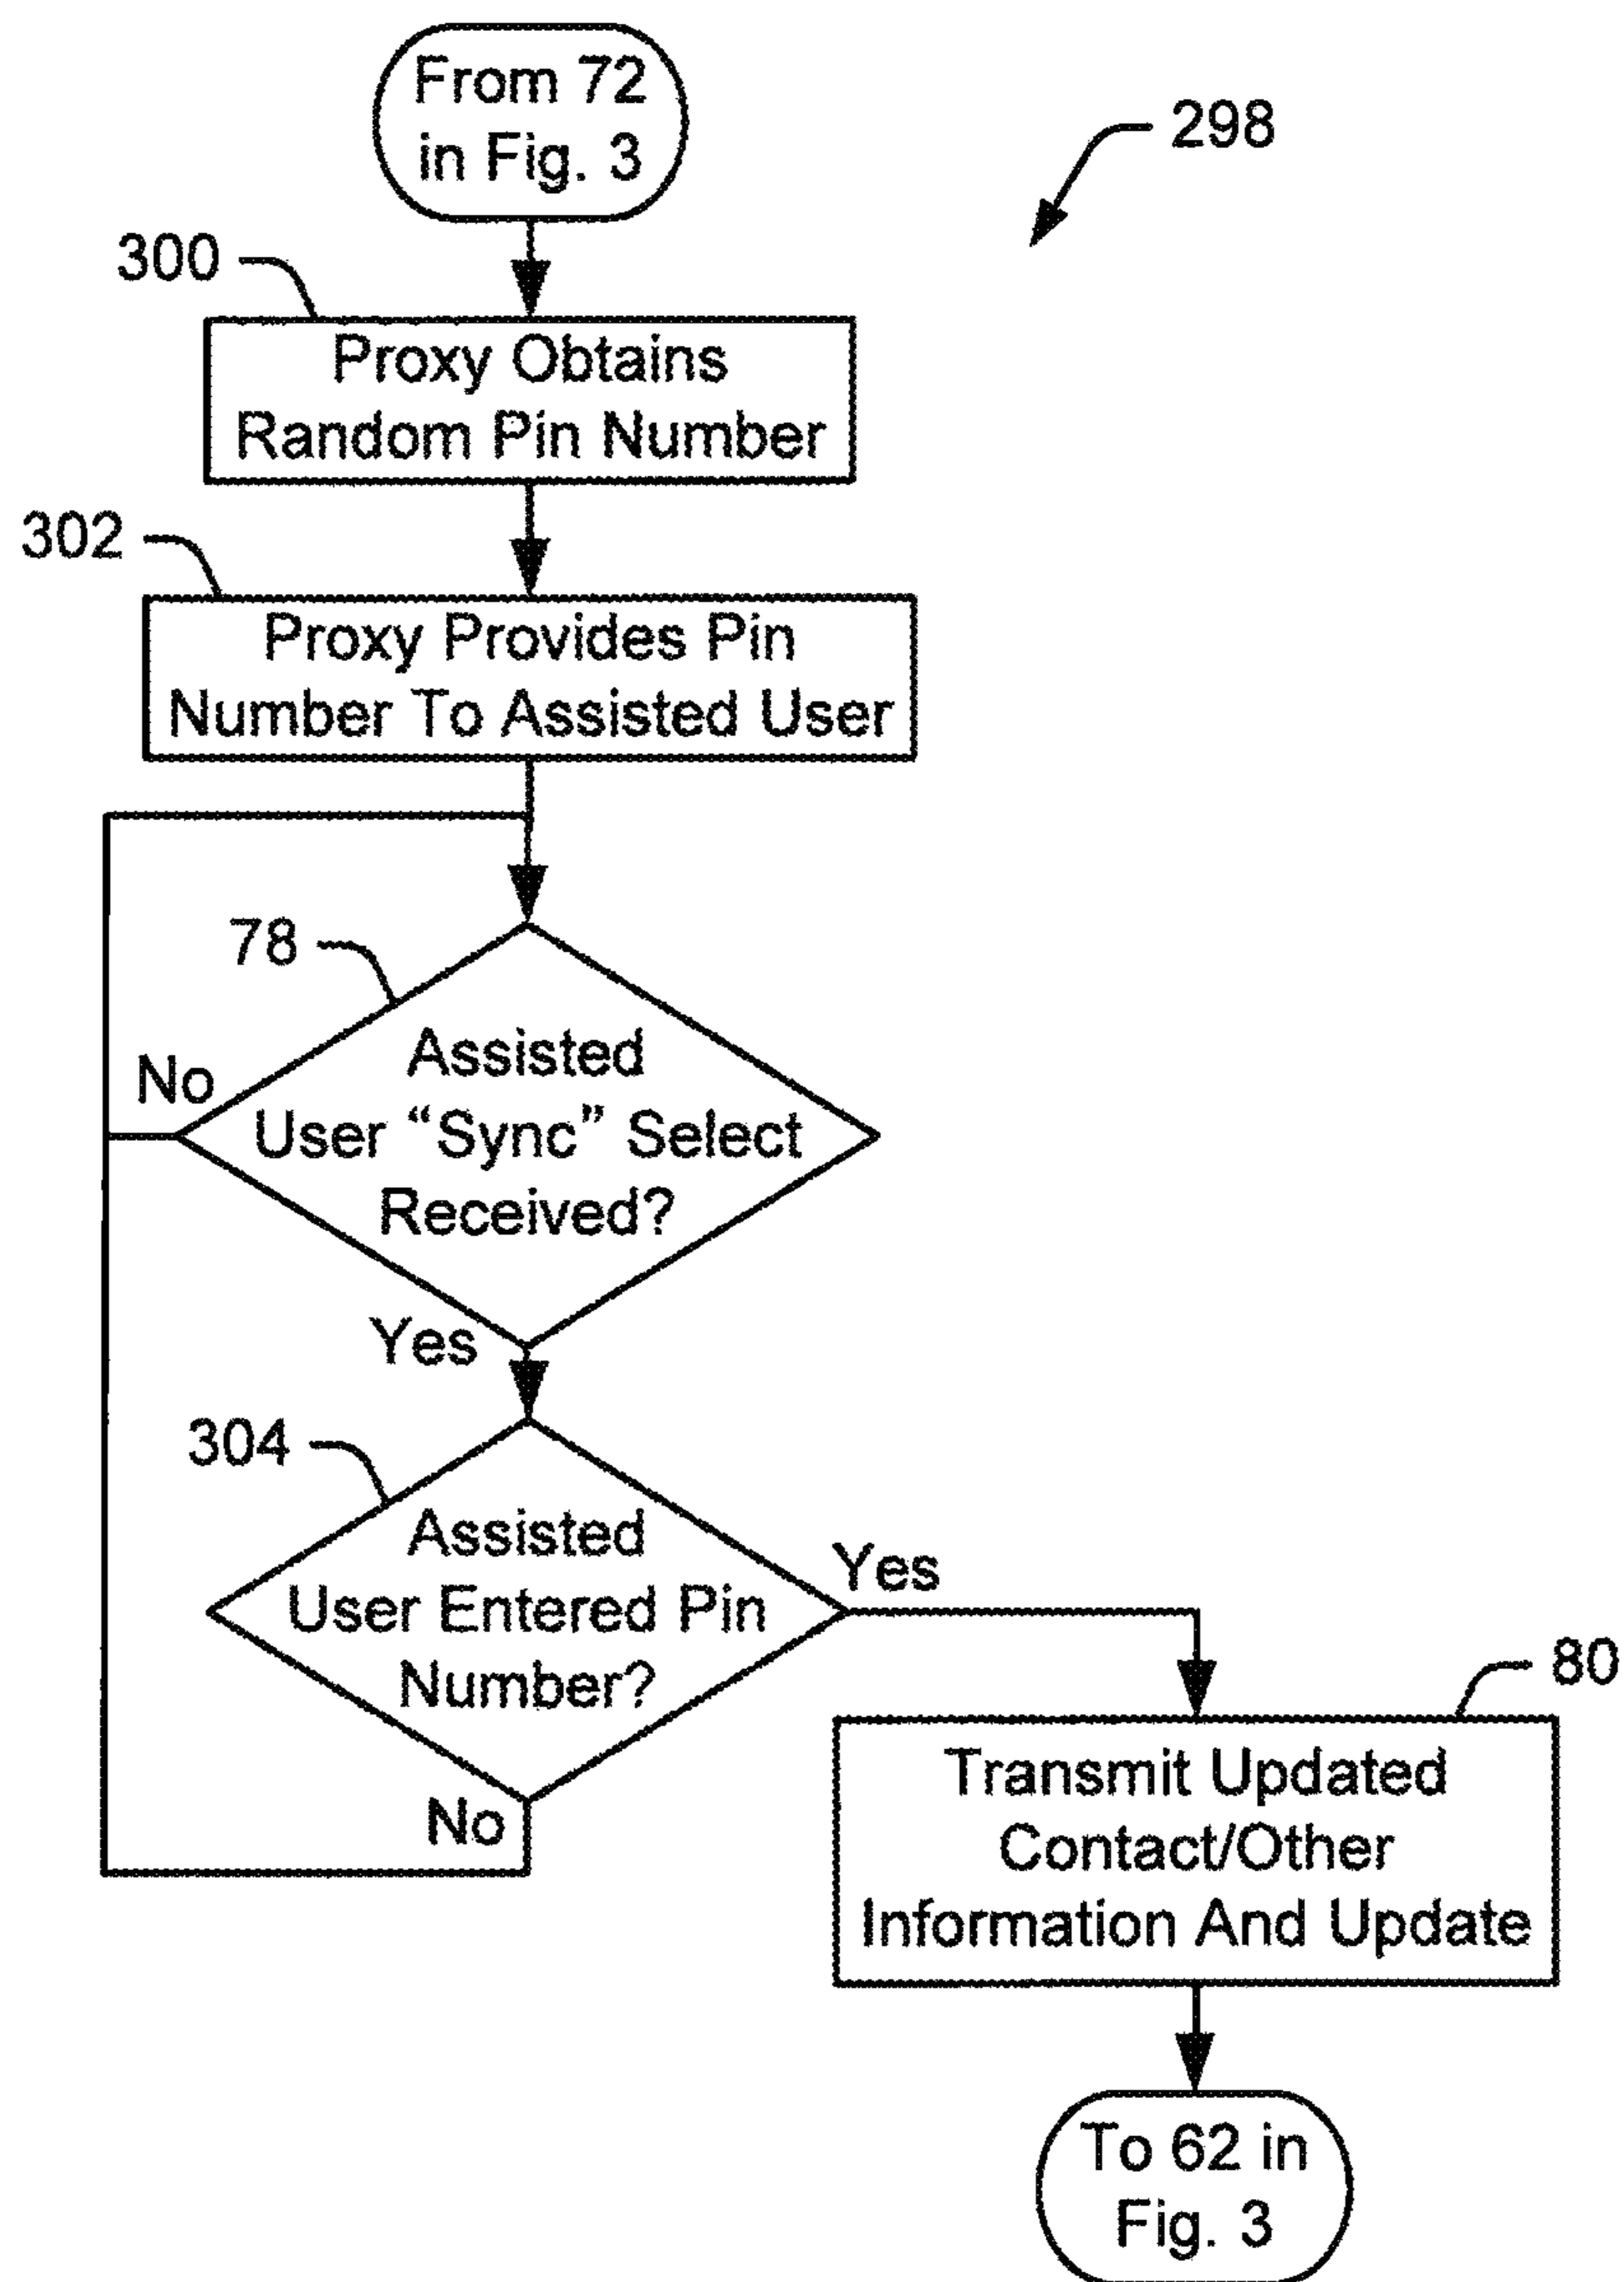 From 72
in Fig. 3
298
300
Proxy Obtains
Random Pin Number
302
Proxy Provides Pin
Number To Assisted User
78
Assisted
User “Sync” Select
Received?
No
Yes
304
Assisted
User Entered Pin
Number?
Yes
No
80
Transmit Updated
Contact/Other
Information And Update
To 62 in
Fig. 3